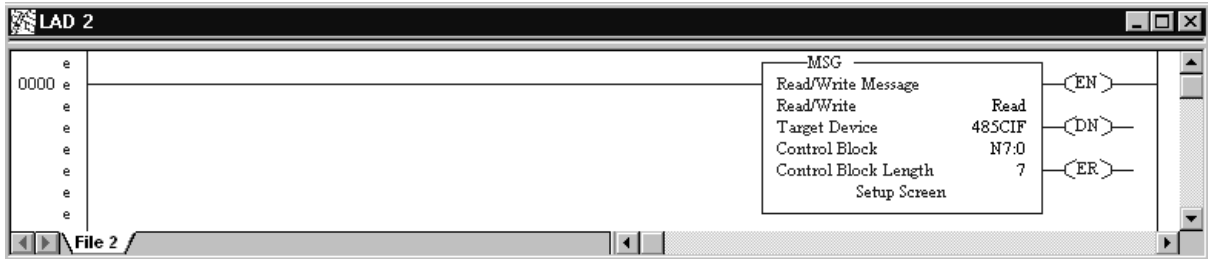 LAD 2
e
MSG
0000 e
Read/Write Message
EN
e
Read/Write Read
e
Target Device 485CIF
DN
e
Control Block N7:0
e
Control Block Length 7
ER
e
Setup Screen
e
File 2